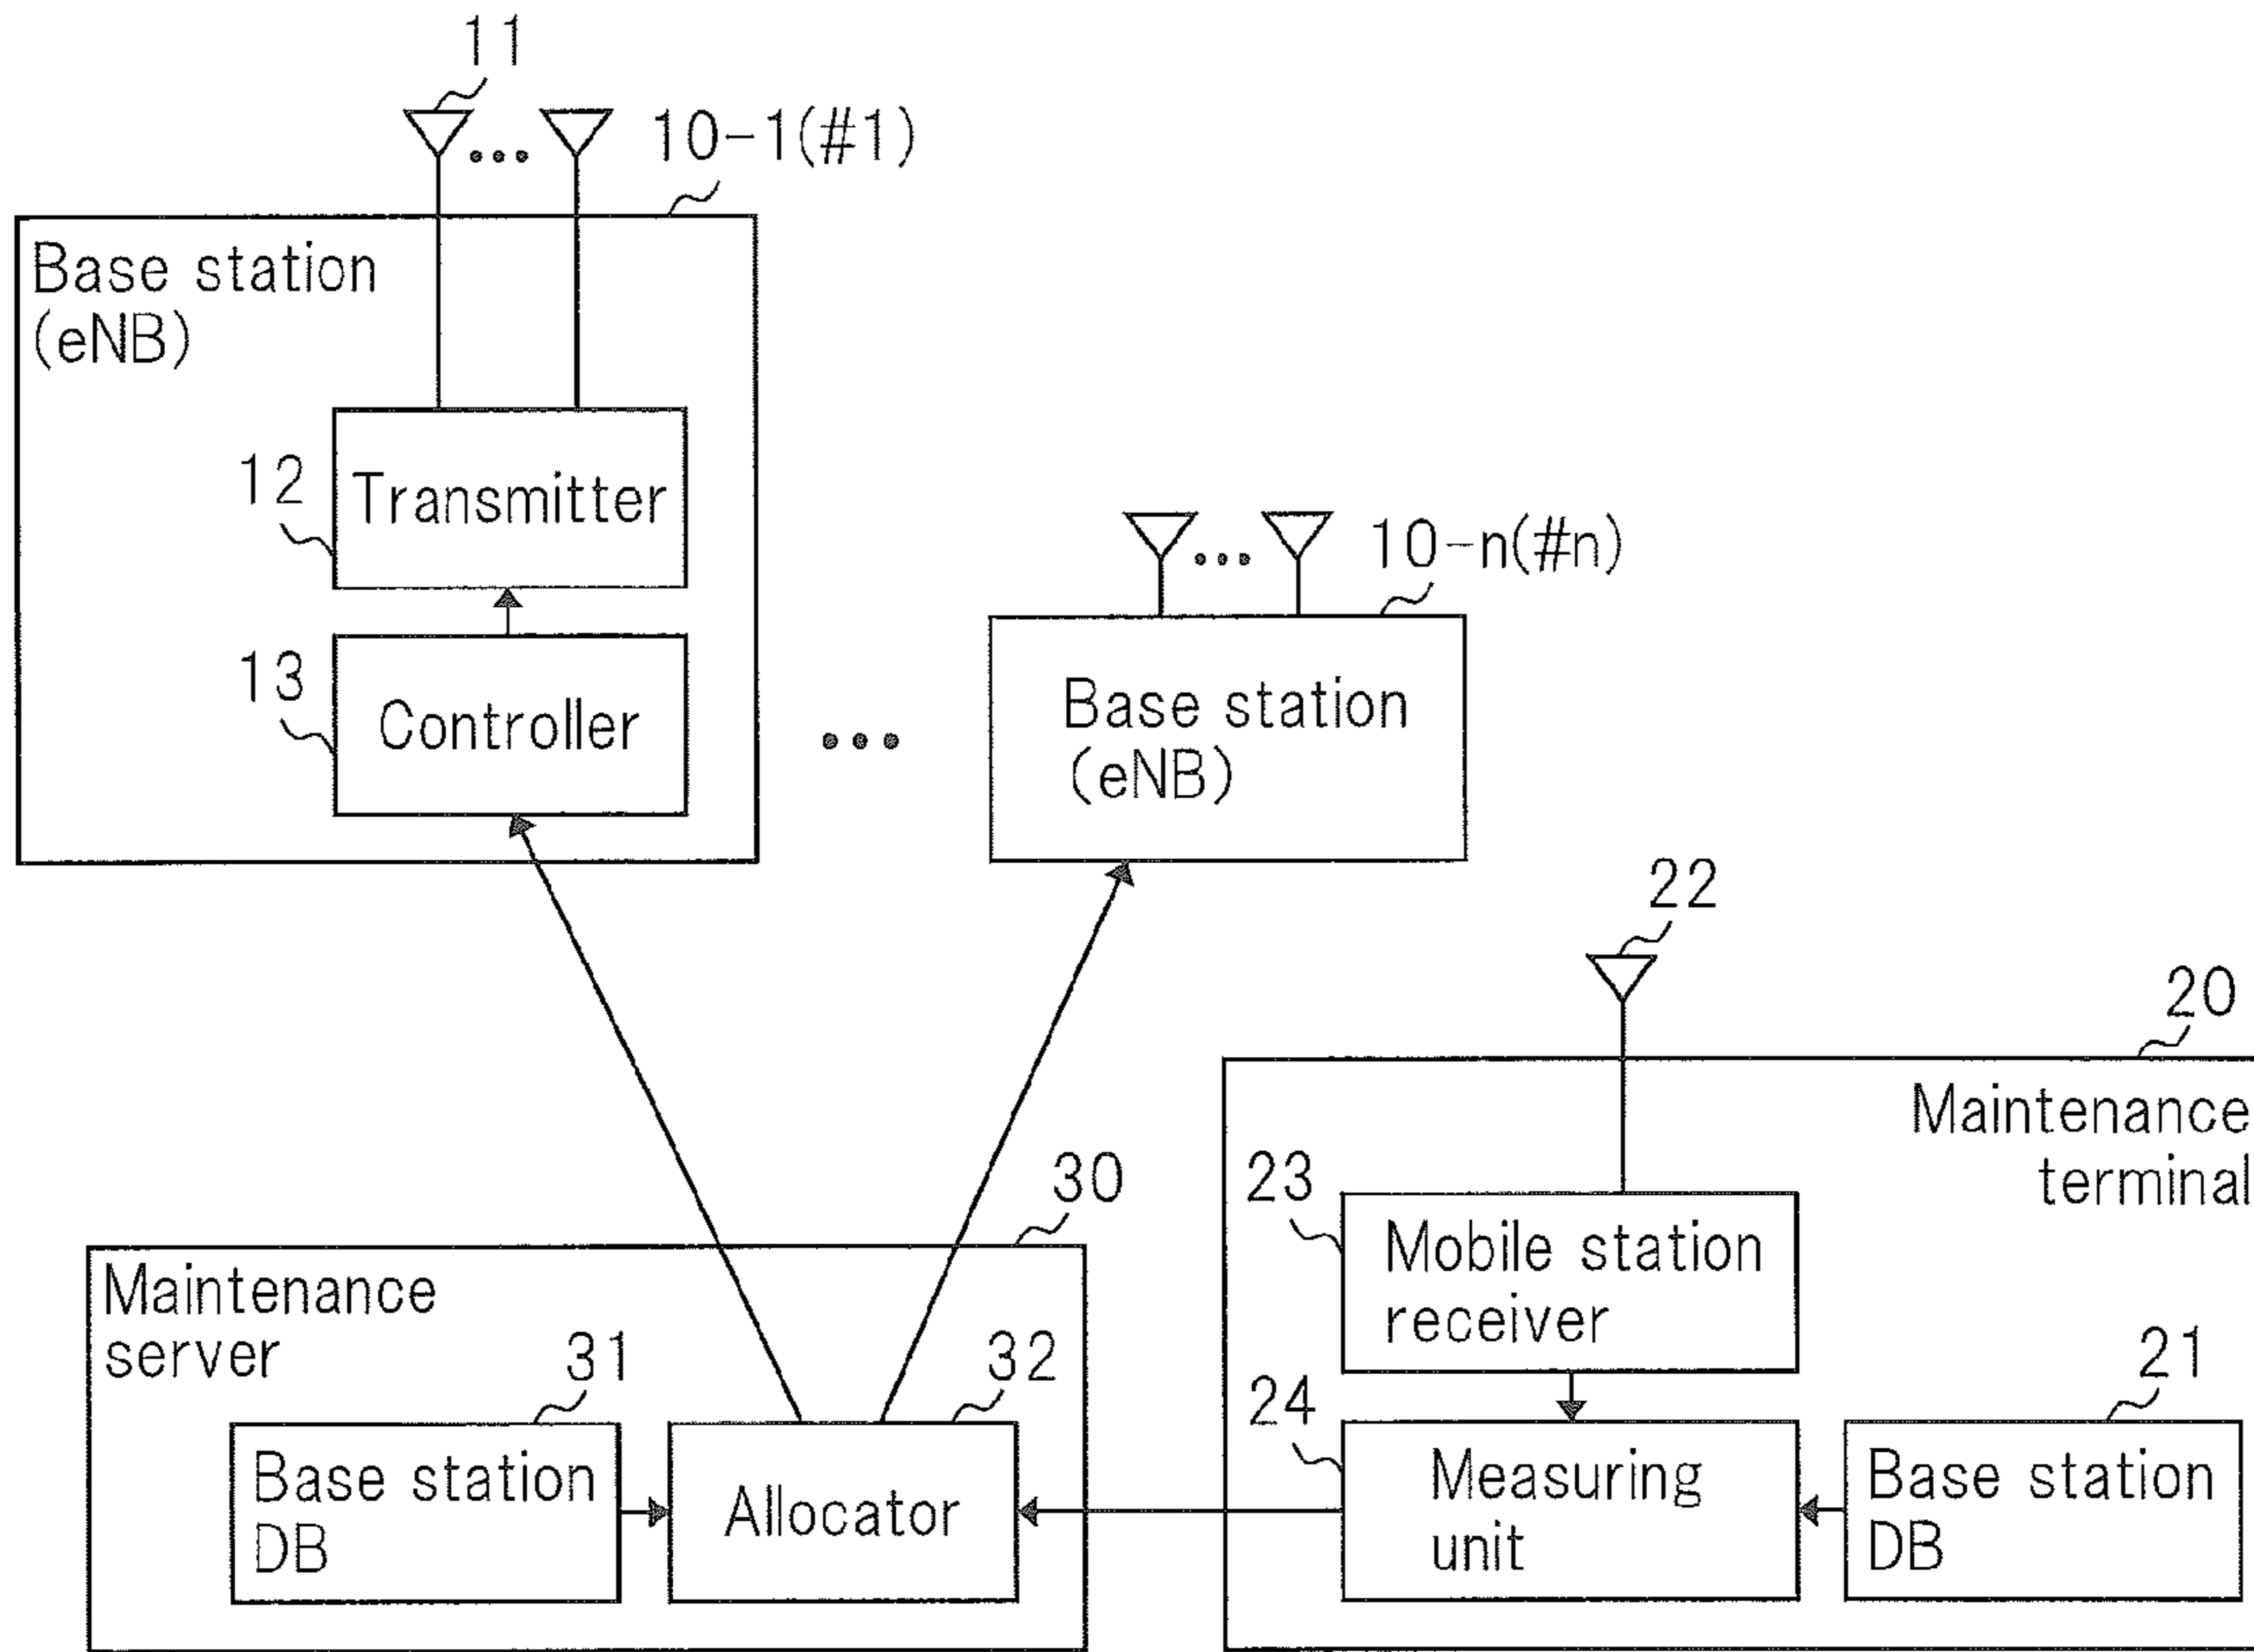 11
10-1(#1)
Base station
(eNB)
12
Transmitter
13
Controller
10-n(#n)
Base station
(eNB)
22
20
Maintenance
terminal
23
Mobile station
receiver
30
Maintenance
server
31
32
24
21
Base station
DB
Allocator
Measuring
unit
Base station
DB